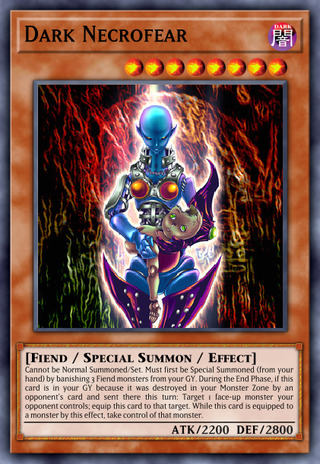 Dark Necrofear
DARK
闇
[Fiend / Special Summon / Effect]
Cannot be Normal Summoned/Set. Must first be Special Summoned (from your
hand) by banishing 3 Fiend monsters from your GY. During the End Phase, if this
card is in your GY because it was destroyed in your Monster Zone by an
opponent's card and sent there this turn: Target 1 face-up monster your
opponent controls; equip this card to that target. While this card is equipped
to a monster by this effect, take control of that monster.
ATK/2200 DEF/2800